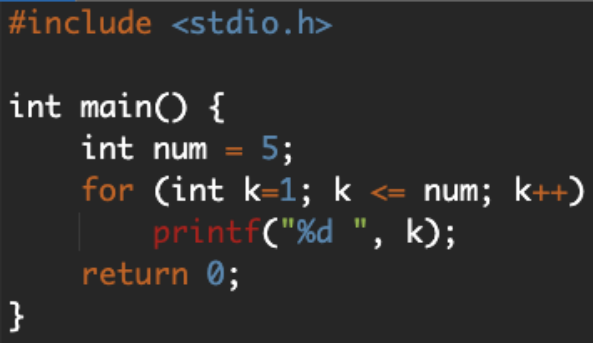 #include <stdio.h>
int main() {
    int num = 5;
    for (int k=1; k <= num; k++)
        printf("%d ", k);
    return 0;
}